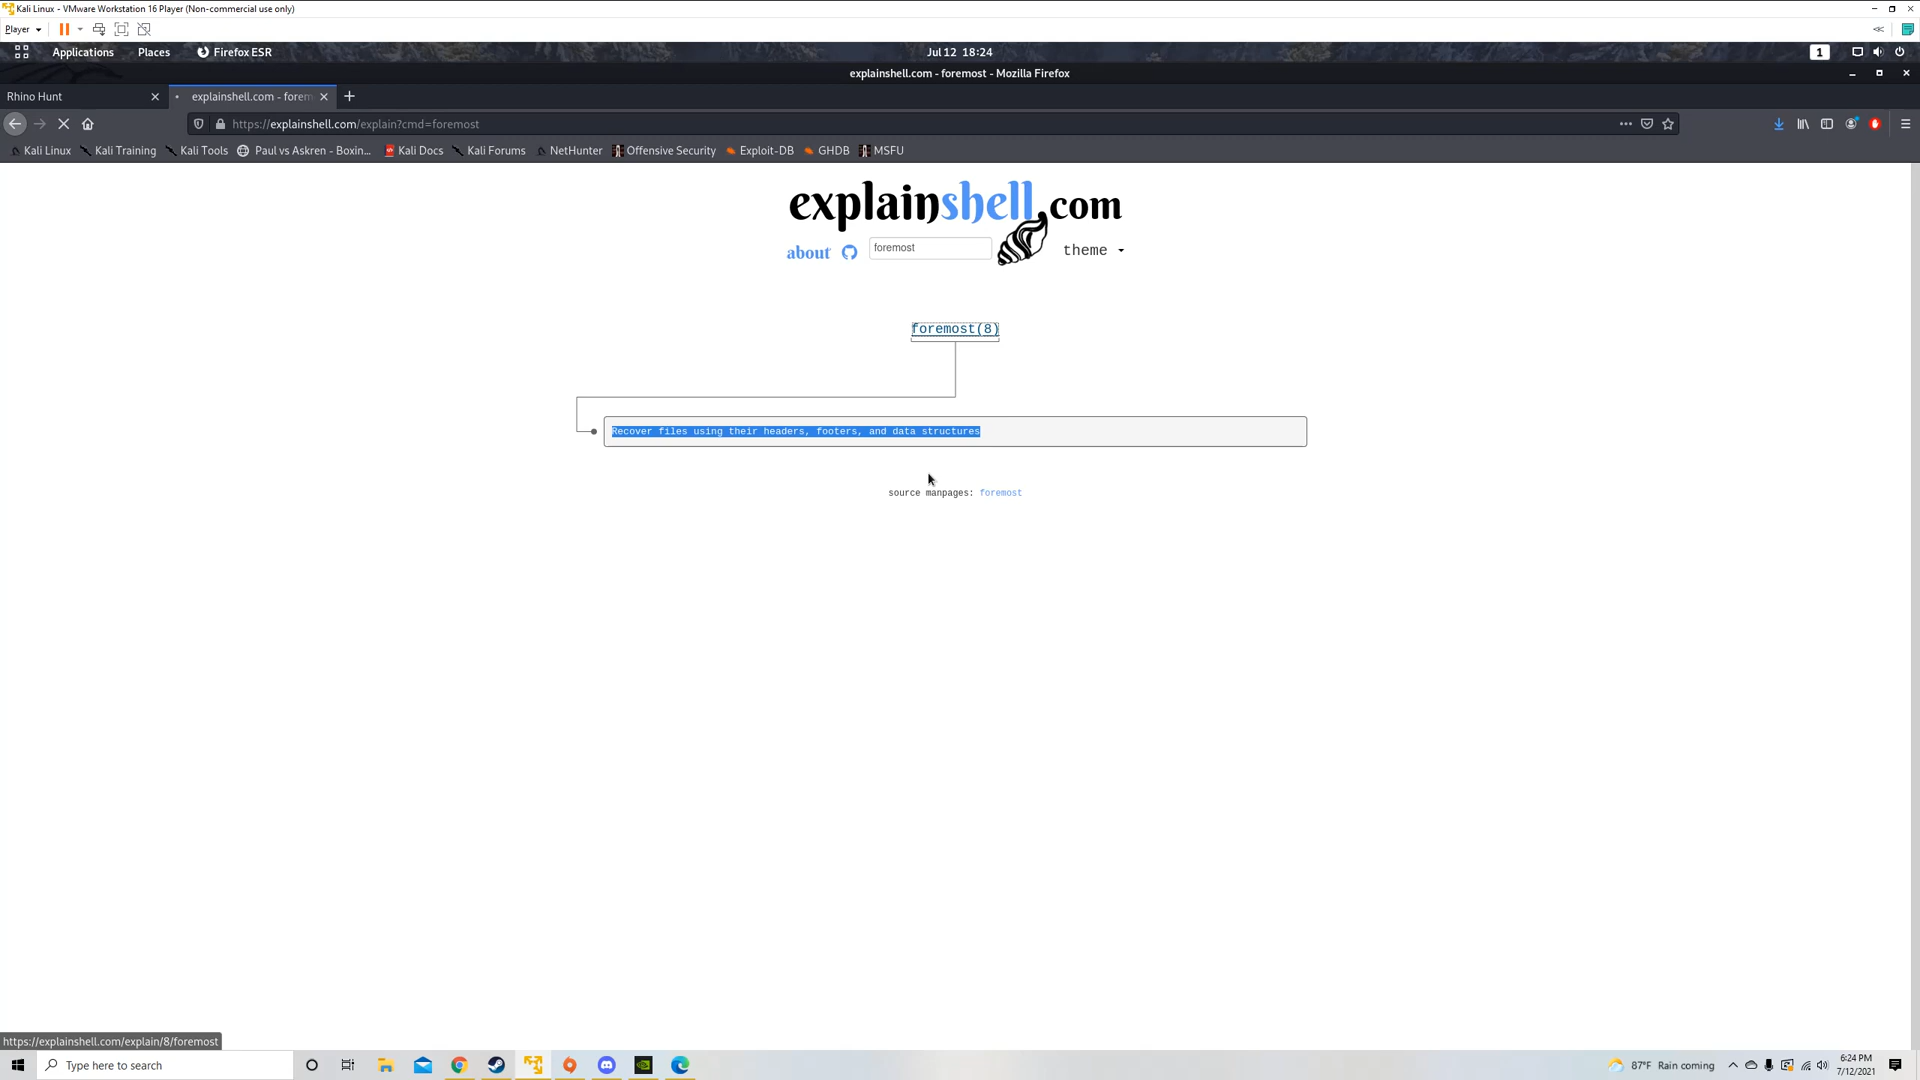 Kali Linux - VMware Workstation 16 Player (Non-commercial use only)
Player
Applications Places Firefox ESR Jul 12 18:24 1
explainshell.com - foremost - Mozilla Firefox
Rhino Hunt explainshell.com - forem
https://explainshell.com/explain?cmd=foremost
Kali Linux Kali Training Kali Tools Paul vs Askren - Boxin... Kali Docs Kali Forums NetHunter Offensive Security Exploit-DB GHDB MSFU
explainshell.com
about foremost theme
foremost(8)
Recover files using their headers, footers, and data structures
source manpages: foremost
https://explainshell.com/explain/8/foremost
Type here to search 87°F Rain coming 6:24 PM
7/12/2021